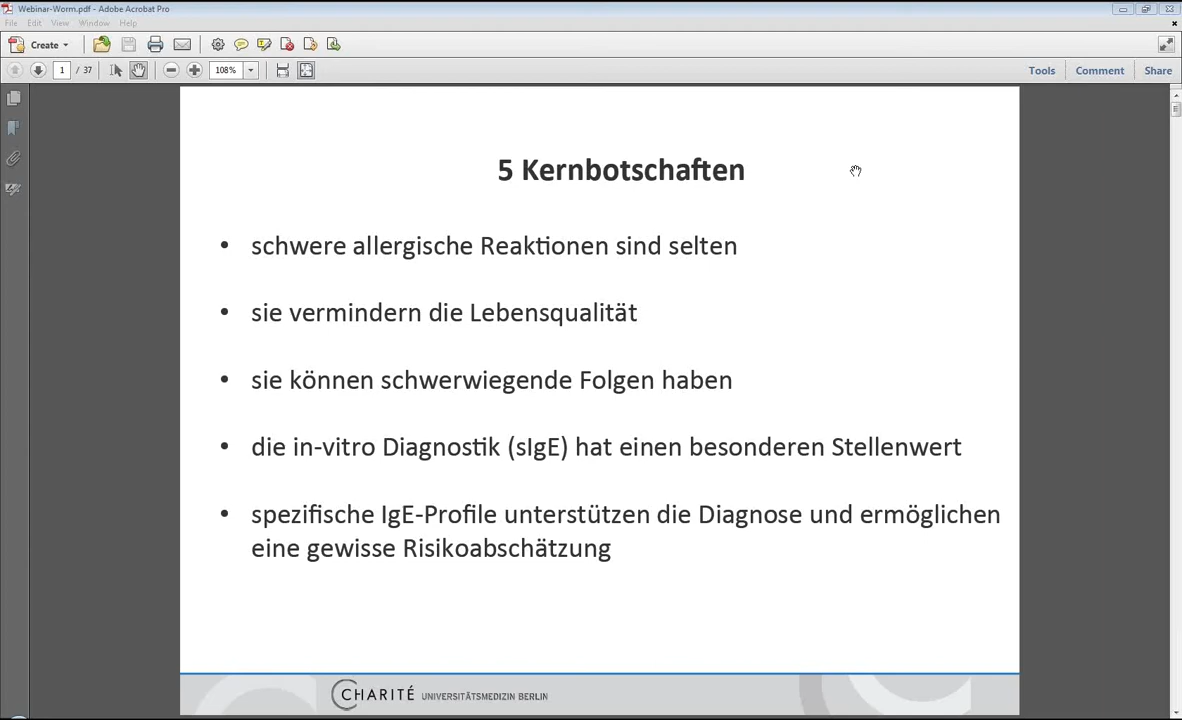 Webinar-Worm.pdf - Adobe Acrobat Pro
File Edit View Window Help
Create
1 / 37 108% Tools Comment Share
5 Kernbotschaften
• schwere allergische Reaktionen sind selten
• sie vermindern die Lebensqualität
• sie können schwerwiegende Folgen haben
• die in-vitro Diagnostik (sIgE) hat einen besonderen Stellenwert
• spezifische IgE-Profile unterstützen die Diagnose und ermöglichen
eine gewisse Risikoabschätzung
CHARITÉ UNIVERSITÄTSMEDIZIN BERLIN